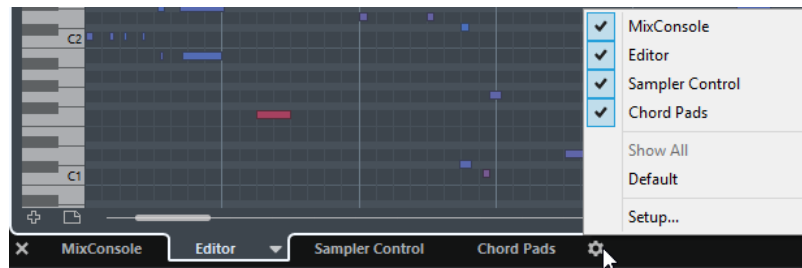 C2
C1
MixConsole
Editor
Sampler Control
Chord Pads
Show All
Default
Setup...
MixConsole Editor Sampler Control Chord Pads